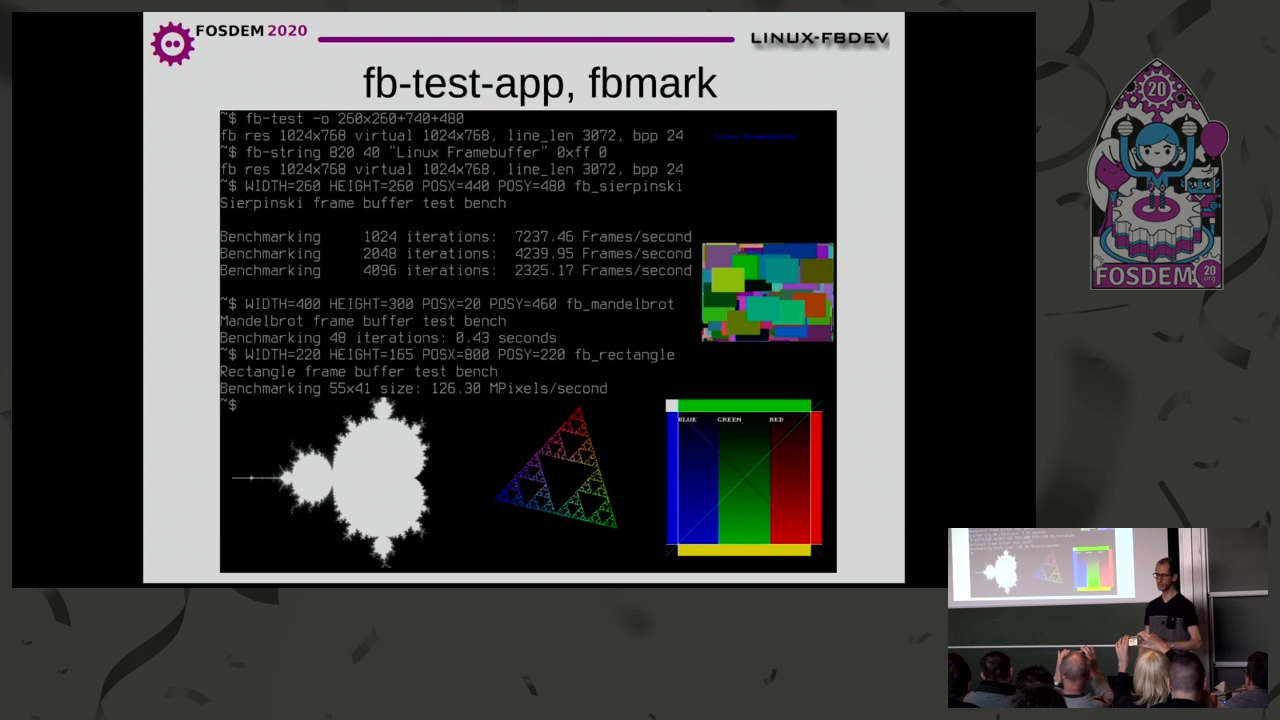 FOSDEM 2020
LINUX-FBDEV
fb-test-app, fbmark
~$ fb-test -o 260x260+740+480
fb res 1024x768 virtual 1024x768, line_len 3072, bpp 24
~$ fb-string 820 40 "Linux Framebuffer" 0xff 0
fb res 1024x768 virtual 1024x768, line_len 3072, bpp 24
~$ WIDTH=260 HEIGHT=260 POSX=440 POSY=480 fb_sierpinski
Sierpinski frame buffer test bench
Benchmarking 1024 iterations: 7237.46 Frames/second
Benchmarking 2048 iterations: 4239.95 Frames/second
Benchmarking 4096 iterations: 2325.17 Frames/second
~$ WIDTH=400 HEIGHT=300 POSX=20 POSY=460 fb_mandelbrot
Mandelbrot frame buffer test bench
Benchmarking 48 iterations: 0.43 seconds
~$ WIDTH=220 HEIGHT=165 POSX=800 POSY=220 fb_rectangle
Rectangle frame buffer test bench
Benchmarking 55x41 size: 126.30 MPixels/second
~$
Linux Framebuffer
BLUE GREEN RED
20
FOSDEM 20
.org